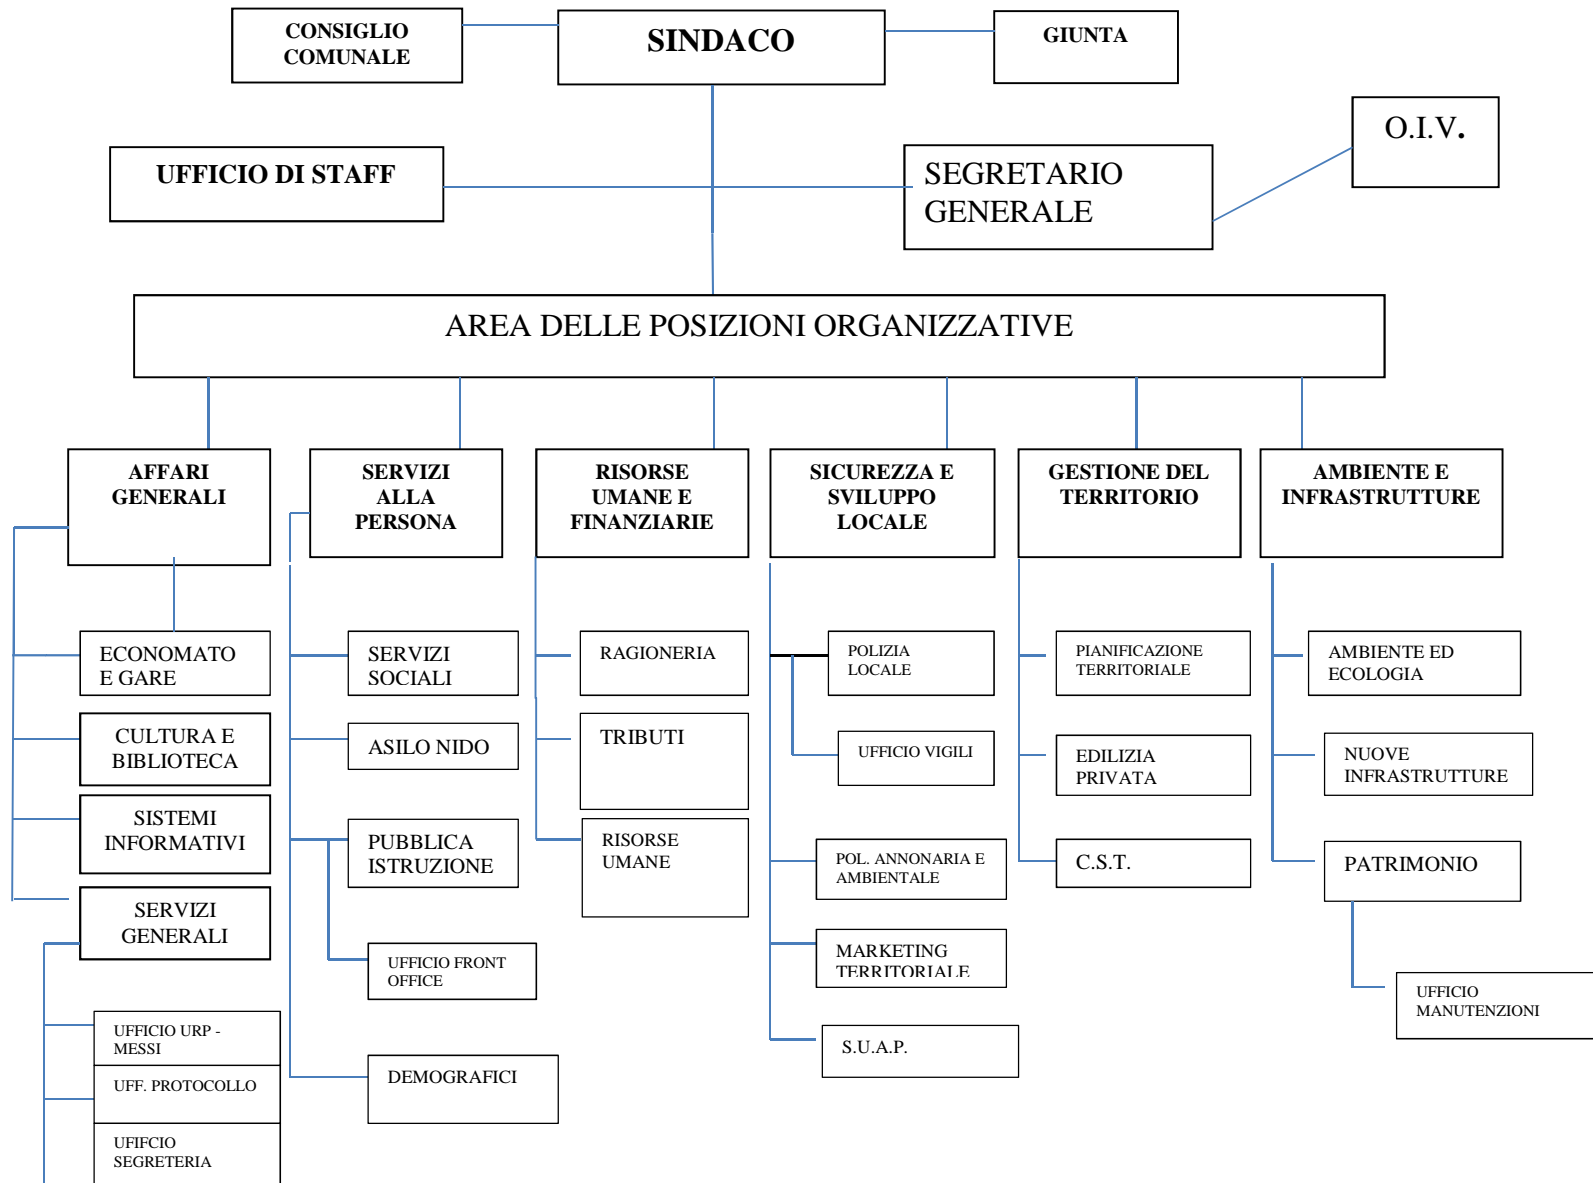 CONSIGLIO
COMUNALE
SINDACO
GIUNTA
O.I.V.
UFFICIO DI STAFF
SEGRETARIO
GENERALE
AREA DELLE POSIZIONI ORGANIZZATIVE
AFFARI
GENERALI
SERVIZI
ALLA
PERSONA
RISORSE
UMANE E
FINANZIARIE
SICUREZZA E
SVILUPPO
LOCALE
GESTIONE DEL
TERRITORIO
AMBIENTE E
INFRASTRUTTURE
ECONOMATO
E GARE
CULTURA E
BIBLIOTECA
SISTEMI
INFORMATIVI
SERVIZI
GENERALI
UFFICIO URP -
MESSI
UFF. PROTOCOLLO
UFIFCIO
SEGRETERIA
SERVIZI
SOCIALI
ASILO NIDO
PUBBLICA
ISTRUZIONE
UFFICIO FRONT
OFFICE
DEMOGRAFICI
RAGIONERIA
TRIBUTI
RISORSE
UMANE
POLIZIA
LOCALE
UFFICIO VIGILI
POL. ANNONARIA E
AMBIENTALE
MARKETING
TERRITORIALE
S.U.A.P.
PIANIFICAZIONE
TERRITORIALE
EDILIZIA
PRIVATA
C.S.T.
AMBIENTE ED
ECOLOGIA
NUOVE
INFRASTRUTTURE
PATRIMONIO
UFFICIO
MANUTENZIONI